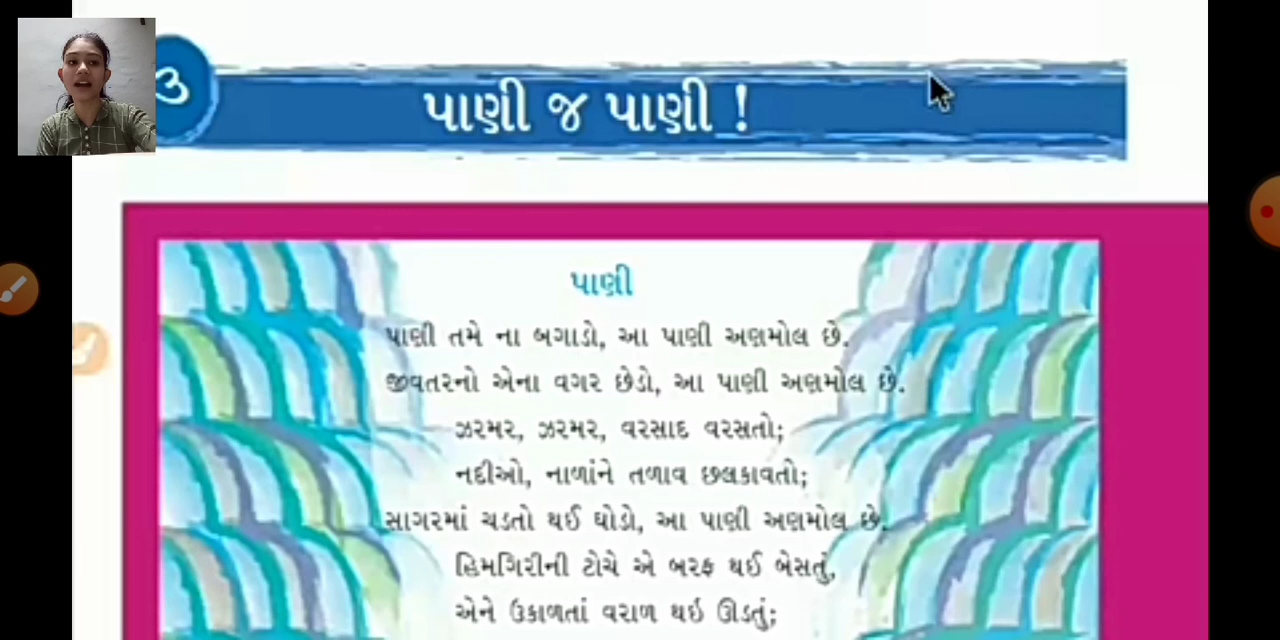 ૩
પાણી જ પાણી !
પાણી
પાણી તમે ના બગાડો, આ પાણી અણમોલ છે.
જીવતરનો એના વગર છેડો, આ પાણી અણમોલ છે.
ઝરમર, ઝરમર, વરસાદ વરસતો;
નદીઓ, નાળાંને તળાવ છલકાવતો;
સાગરમાં ચડતો થઈ ઘોડો, આ પાણી અણમોલ છે.
હિમગિરીની ટોચે એ બરફ થઈ બેસતું,
એને ઉકાળતાં વરાળ થઇ ઊડતું;